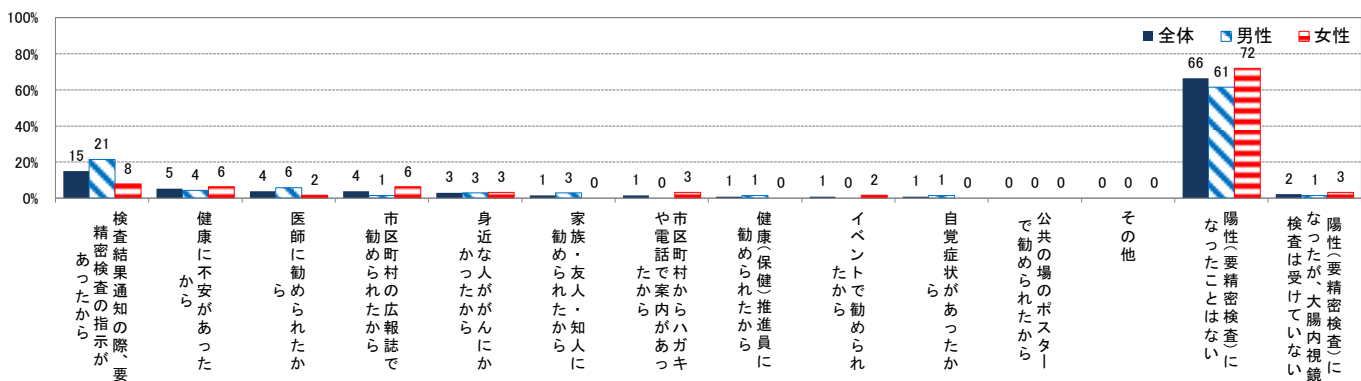 100%
80%
60%
40%
20%
0%
全体
男性
女性
15 21 8
5 4 6
4 6 2
4 1 6
3 3 3
1 3 0
1 0 3
1 1 0
1 0 2
1 1 0
0 0 0
0 0 0
66 61 72
2 1 3
検査結果通知の際、要
精密検査の指示が
あったから
健康に不安があった
から
医師に勧められたか
ら
市区町村の広報誌で
勧められたから
身近な人ががんにか
かったから
家族・友人・知人に
勧められたから
市区町村からハガキ
や電話で案内があっ
たから
健康(保健)推進員に
勧められたから
イベントで勧められ
たから
自覚症状があったか
ら
公共の場のポスター
で勧められたから
その他
陽性(要精密検査)に
なったことはない
陽性(要精密検査)に
なったが、大腸内視鏡
検査は受けていない